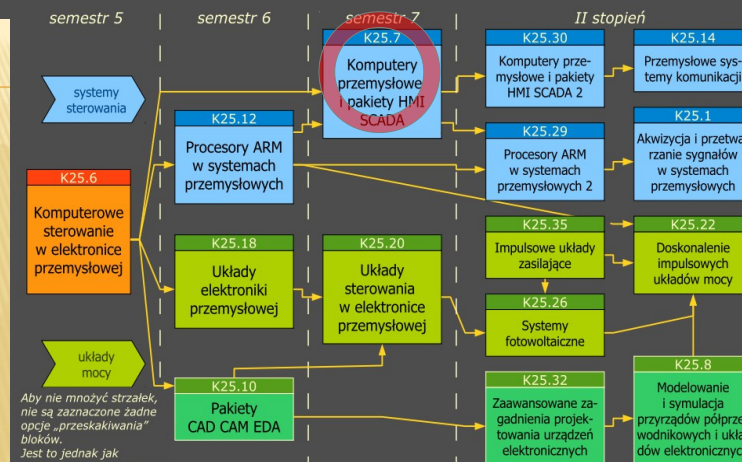 semestr 5
semestr 6
semestr 7
II stopień
systemy
sterowania
K25.6
Komputerowe
sterowanie
w elektronice
przemysłowej
układy
mocy
Aby nie mnożyć strzałek,
nie są zaznaczone żadne
opcje „przeskakiwania”
bloków.
Jest to jednak jak
K25.12
Procesory ARM
w systemach
przemysłowych
K25.18
Układy
elektroniki
przemysłowej
K25.10
Pakiety
CAD CAM EDA
K25.7
Komputery
przemysłowe
i pakiety HMI
SCADA
K25.20
Układy
sterowania
w elektronice
przemysłowej
K25.30
Komputery prze-
mysłowe i pakiety
HMI SCADA 2
K25.29
Procesory ARM
w systemach
przemysłowych 2
K25.35
Impulsowe układy
zasilające
K25.26
Systemy
fotowoltaiczne
K25.32
Zaawansowane za-
gadnienia projek-
towania urządzeń
elektronicznych
K25.14
Przemysłowe sys-
temy komunikacji
K25.1
Akwizycja i przetwa-
rzanie sygnałów
w systemach
przemysłowych
K25.22
Doskonalenie
impulsowych
układów mocy
K25.8
Modelowanie
i symulacja
przyrządów półprze-
wodnikowych i ukła-
dów elektronicznych